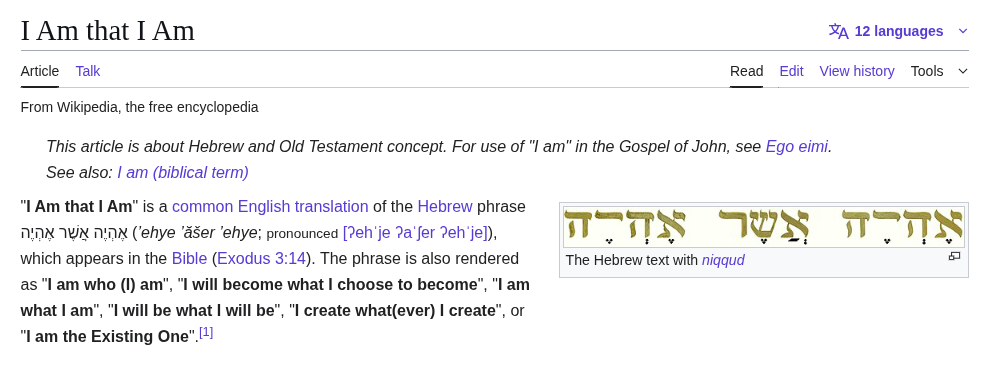 I Am that I Am
12 languages
Article Talk Read Edit View history Tools
From Wikipedia, the free encyclopedia
This article is about Hebrew and Old Testament concept. For use of "I am" in the Gospel of John, see Ego eimi.
See also: I am (biblical term)
"I Am that I Am" is a common English translation of the Hebrew phrase
אֶהְיֶה אֲשֶׁר אֶהְיֶה (’ehye ’ăšer ’ehye; pronounced [ʔehˈje ʔaˈʃer ʔehˈje]),
which appears in the Bible (Exodus 3:14). The phrase is also rendered
as "I am who (I) am", "I will become what I choose to become", "I am
what I am", "I will be what I will be", "I create what(ever) I create", or
"I am the Existing One".[1]
אֶהְיֶה אֲשֶׁר אֶהְיֶה
The Hebrew text with niqqud